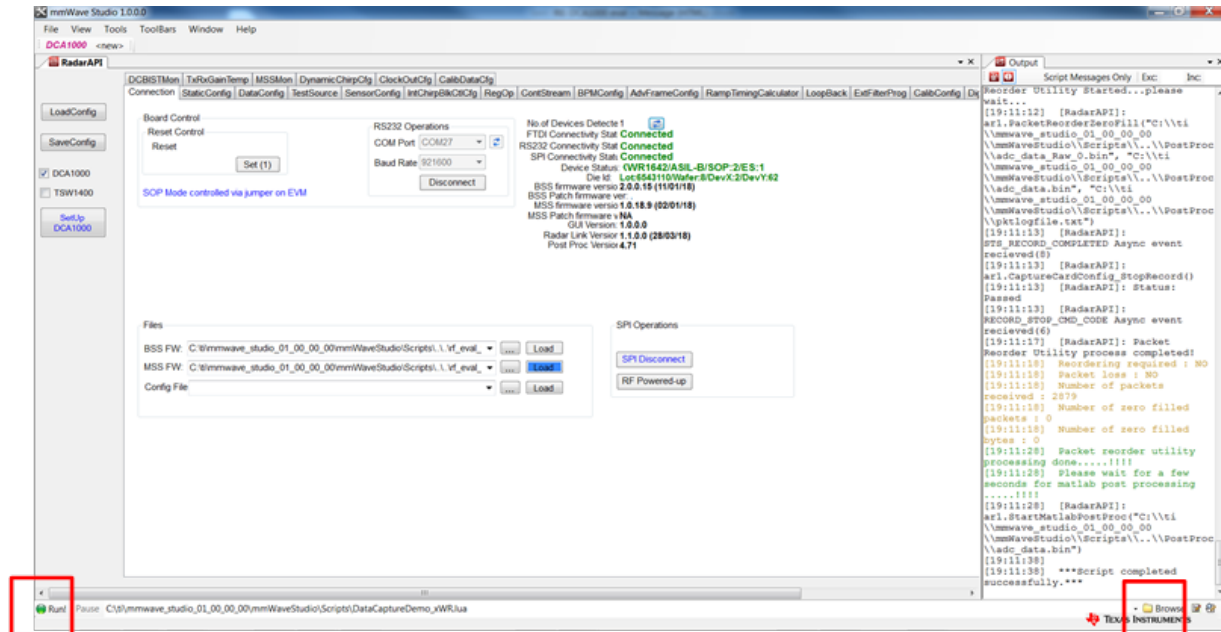 mmWave Studio 1.0.0.0
File View Tools ToolBars Window Help
DCA1000 <new>
RadarAPI
DCBISTMon TxRxGainTemp MSSMon DynamicChirpCfg ClockOutCfg CalibDataCfg
Connection StaticConfig DataConfig TestSource SensorConfig IntChirpBlkCtlCfg RegOp ContStream BPMConfig AdvFrameConfig RampTimingCalculator LoopBack ExtFilterProg CalibConfig
LoadConfig
SaveConfig
DCA1000
TSW1400
SetUp
DCA1000
Board Control
Reset Control
Reset
Set (1)
SOP Mode controlled via jumper on EVM
RS232 Operations
COM Port COM27
Baud Rate 921600
Disconnect
No.of Devices Detecte 1
FTDI Connectivity Stat Connected
RS232 Connectivity Stat Connected
SPI Connectivity Stat Connected
Device Status: (WR1642/ASIL-B/SOP:2/ES:1
Die Id: Lot:6543110/Wafer:8/DevX:2/DevY:62
BSS firmware versio 2.0.0.15 (11/01/18)
BSS Patch firmware ver:
MSS firmware versio 1.0.18.9 (02/01/18)
MSS Patch firmware v NA
GUI Version: 1.0.0.0
Radar Link Versior 1.1.0.0 (28/03/18)
Post Proc Versior 4.71
Files
BSS FW: C:\ti\mmwave_studio_01_00_00_00\mmWaveStudio\Scripts\..\..\rf_eval_ ... Load
MSS FW: C:\ti\mmwave_studio_01_00_00_00\mmWaveStudio\Scripts\..\..\rf_eval_ ... Load
Config File ... Load
SPI Operations
SPI Disconnect
RF Powered-up
Output
Script Messages Only Exc: Inc:
Reorder Utility Started...please
wait...
[19:11:12] [RadarAPI]:
ar1.PacketReorderZeroFill("C:\\ti
\\mmwave_studio_01_00_00_00
\\mmWaveStudio\\Scripts\\..\\PostProc
\\adc_data_Raw_0.bin", "C:\\ti
\\mmwave_studio_01_00_00_00
\\mmWaveStudio\\Scripts\\..\\PostProc
\\adc_data.bin", "C:\\ti
\\mmwave_studio_01_00_00_00
\\mmWaveStudio\\Scripts\\..\\PostProc
\\pktlogfile.txt")
[19:11:13] [RadarAPI]:
STS_RECORD_COMPLETED Async event
recieved(8)
[19:11:13] [RadarAPI]:
ar1.CaptureCardConfig_StopRecord()
[19:11:13] [RadarAPI]: Status:
Passed
[19:11:13] [RadarAPI]:
RECORD_STOP_CMD_CODE Async event
recieved(6)
[19:11:17] [RadarAPI]: Packet
Reorder Utility process completed!
[19:11:18] Reordering required : NO
[19:11:18] Packet loss : NO
[19:11:18] Number of packets
received : 2879
[19:11:18] Number of zero filled
packets : 0
[19:11:18] Number of zero filled
bytes : 0
[19:11:28] Packet reorder utility
processing done.....!!!!
[19:11:28] Please wait for a few
seconds for matlab post processing
.....!!!!
[19:11:28] [RadarAPI]:
ar1.StartMatlabPostProc("C:\\ti
\\mmwave_studio_01_00_00_00
\\mmWaveStudio\\Scripts\\..\\PostProc
\\adc_data.bin")
[19:11:38]
[19:11:38] ***Script completed
successfully.***
Run! Pause C:\ti\mmwave_studio_01_00_00_00\mmWaveStudio\Scripts\DataCaptureDemo_xWR.lua
Browse
TEXAS INSTRUMENTS